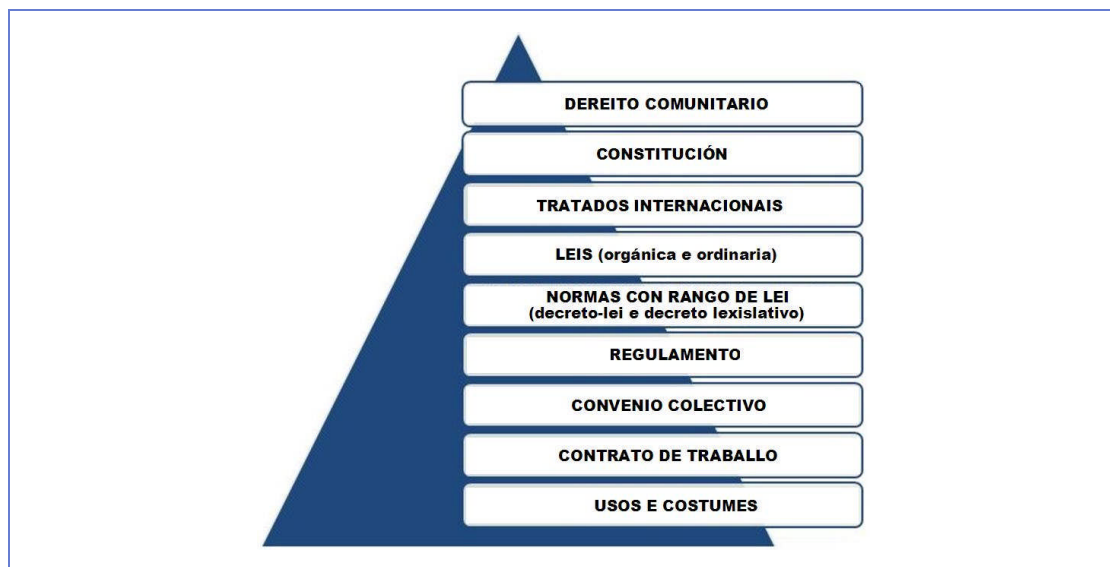 DEREITO COMUNITARIO
CONSTITUCIÓN
TRATADOS INTERNACIONAIS
LEIS (orgánica e ordinaria)
NORMAS CON RANGO DE LEI
(decreto-lei e decreto lexislativo)
REGULAMENTO
CONVENIO COLECTIVO
CONTRATO DE TRABALLO
USOS E COSTUMES